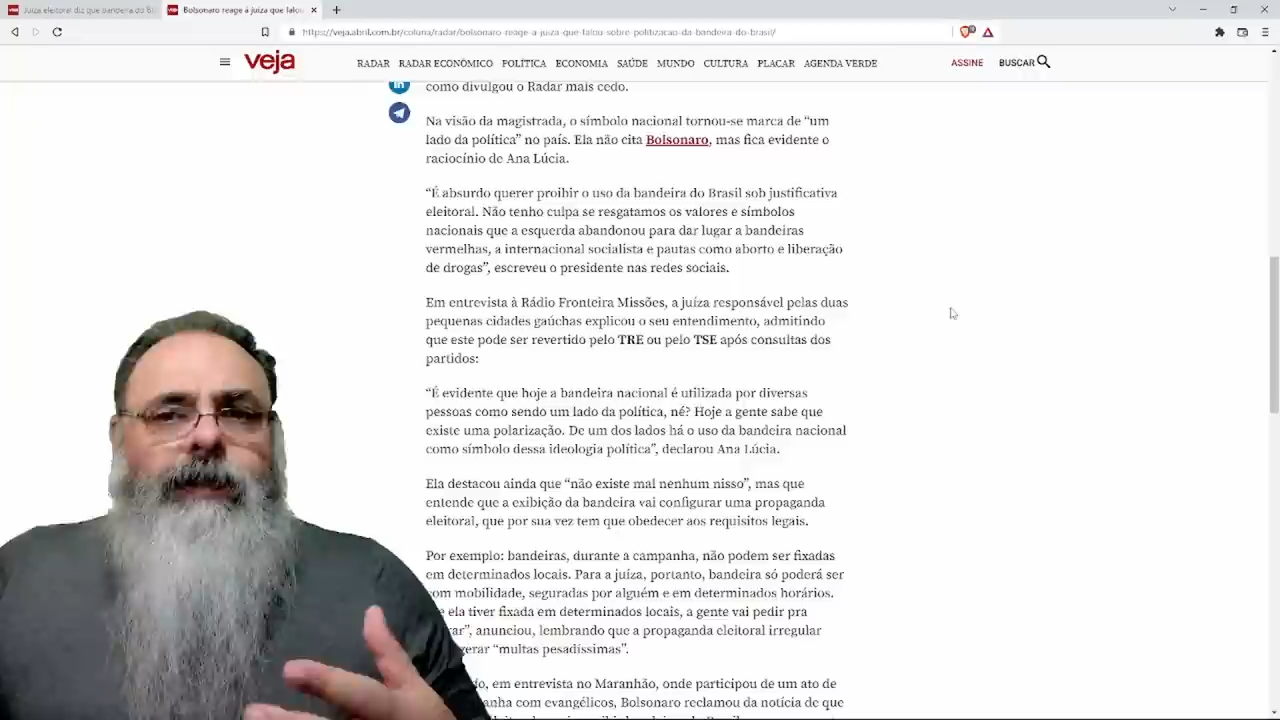 Juíza eleitoral diz que bandeira do B
Bolsonaro reage à juíza que falou
https://veja.abril.com.br/coluna/radar/bolsonaro-reage-a-juiza-que-falou-sobre-politizacao-da-bandeira-do-brasil/
veja
RADAR RADAR ECONÔMICO POLÍTICA ECONOMIA SAÚDE MUNDO CULTURA PLACAR AGENDA VERDE
ASSINE BUSCAR
como divulgou o Radar mais cedo.
Na visão da magistrada, o símbolo nacional tornou-se marca de “um
lado da política” no país. Ela não cita Bolsonaro, mas fica evidente o
raciocínio de Ana Lúcia.
“É absurdo querer proibir o uso da bandeira do Brasil sob justificativa
eleitoral. Não tenho culpa se resgatamos os valores e símbolos
nacionais que a esquerda abandonou para dar lugar a bandeiras
vermelhas, a internacional socialista e pautas como aborto e liberação
de drogas”, escreveu o presidente nas redes sociais.
Em entrevista à Rádio Fronteira Missões, a juíza responsável pelas duas
pequenas cidades gaúchas explicou o seu entendimento, admitindo
que este pode ser revertido pelo TRE ou pelo TSE após consultas dos
partidos:
“É evidente que hoje a bandeira nacional é utilizada por diversas
pessoas como sendo um lado da política, né? Hoje a gente sabe que
existe uma polarização. De um dos lados há o uso da bandeira nacional
como símbolo dessa ideologia política”, declarou Ana Lúcia.
Ela destacou ainda que “não existe mal nenhum nisso”, mas que
entende que a exibição da bandeira vai configurar uma propaganda
eleitoral, que por sua vez tem que obedecer aos requisitos legais.
Por exemplo: bandeiras, durante a campanha, não podem ser fixadas
em determinados locais. Para a juíza, portanto, bandeira só poderá ser
com mobilidade, seguradas por alguém e em determinados horários.
ela tiver fixada em determinados locais, a gente vai pedir pra
anunciou, lembrando que a propaganda eleitoral irregular
gerar “multas pesadíssimas”.
em entrevista no Maranhão, onde participou de um ato de
com evangélicos, Bolsonaro reclamou da notícia de que